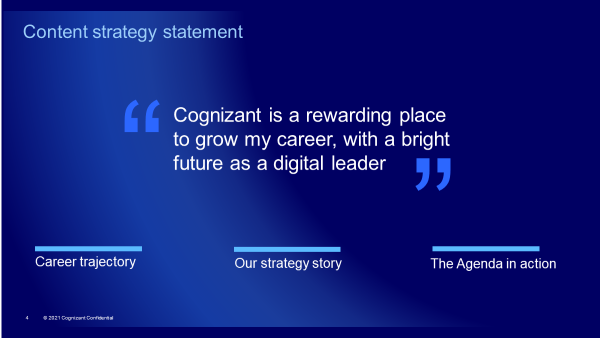 Content strategy statement
“
Cognizant is a rewarding place
to grow my career, with a bright
future as a digital leader
”
Career trajectory
Our strategy story
The Agenda in action
4 © 2021 Cognizant Confidential